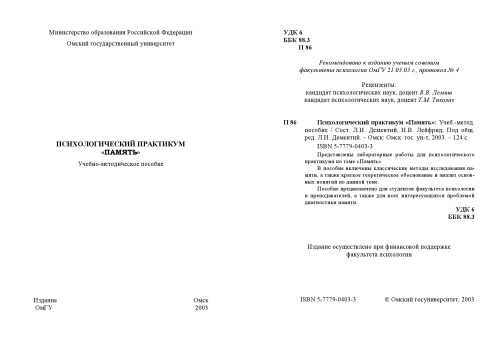 Министерство образования Российской Федерации
Омский государственный университет
ПСИХОЛОГИЧЕСКИЙ ПРАКТИКУМ
«ПАМЯТЬ»
Учебно-методическое пособие
Издание
ОмГУ
Омск
2003
УДК 6
ББК 88.3
П 86
Рекомендовано к изданию ученым советом
факультета психологии ОмГУ 21.03.03 г., протокол № 4
Рецензенты:
кандидат психологических наук, доцент В.В. Лемиш
кандидат психологических наук, доцент Т.М.
П 86 Психологический практикум «Память»: Учеб.-метод.
пособие / Сост. Л.И. Дементий, Н.В. Лейфрид; Под общ.
ред. Л.И. Дементий. – Омск: Омск. гос. ун-т, 2003. – 124 с.
ISBN 5-7779-0403-3
Представлены лабораторные работы для психологического
практикума по теме «Память».
В пособие включены классические методы исследования па-
мяти, а также краткое теоретическое обоснование и анализ основ-
ных понятий по данной теме.
Пособие предназначено для студентов факультета психологии
и преподавателей, а также для всех интересующихся проблемой
диагностики памяти.
УДК 6
ББК 88.3
Издание осуществлено при финансовой поддержке
факультета психологии
ISBN 5-7779-0403-3 © Омский госуниверситет, 2003